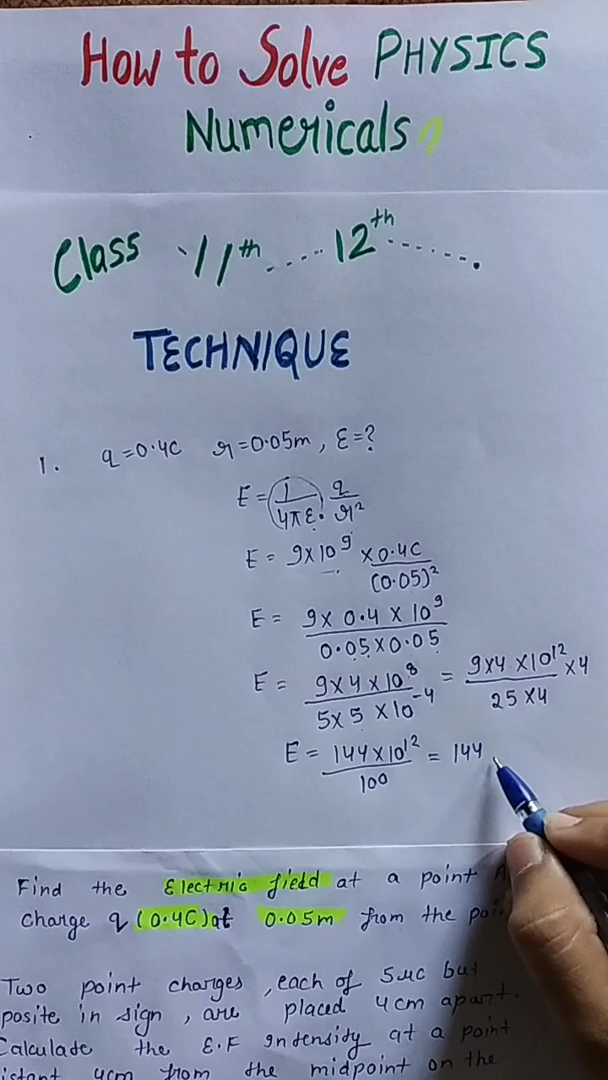 How to Solve PHYSICS
Numericals?
Class 11th.....12th.......
TECHNIQUE
1. q=0.4C r=0.05m, E=?
E = 1/4πε₀ q/r²
E = 9×10⁹ × 0.4C/(0.05)²
E = 9× 0.4 × 10⁹/0.05×0.05
E = 9×4×10⁸/5×5×10⁻⁴ = 9×4×10¹²×4/25×4
E = 144×10¹²/100 = 144
Find the Electric field at a point
charge q (0.4C) at 0.05m from the
Two point charges, each of 5μc but
posite in sign, are placed 4cm apart.
Calculate the E.F intensity at a point
istant 4cm from the midpoint on the